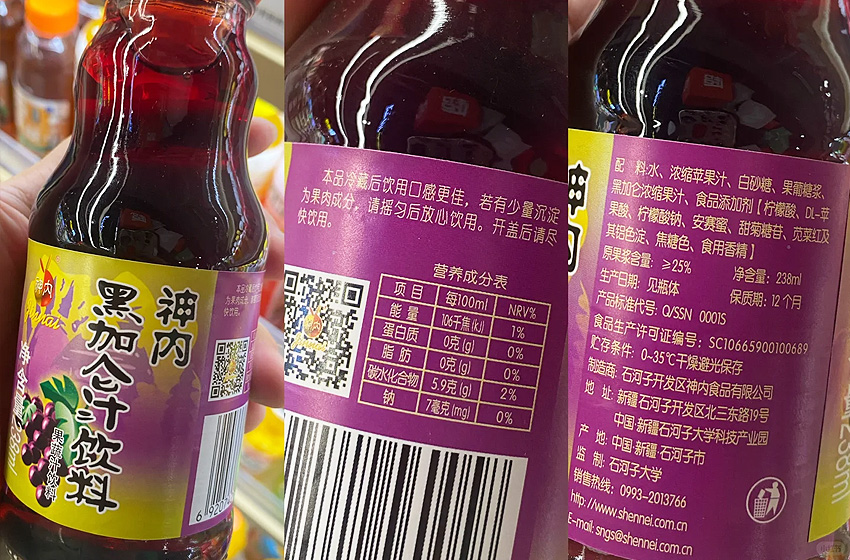 神内
神内
黑加仑汁饮料
果蔬汁饮料
本品冷藏后饮用口感更佳，若有少量沉淀
为果肉成分，请摇匀后放心饮用。开盖后请尽
快饮用。
神内
营养成分表
项 目 每100ml NRV%
能 量 106千焦(kJ) 1%
蛋白质 0克(g) 0%
脂 肪 0克(g) 0%
碳水化合物 5.9克(g) 2%
钠 7毫克(mg) 0%
神内
配 料:水、浓缩苹果汁、白砂糖、果葡糖浆、
黑加仑浓缩果汁、食品添加剂【柠檬酸、DL-苹
果酸、柠檬酸钠、安赛蜜、甜菊糖苷、苋菜红及
其铝色淀、焦糖色、食用香精】
原果浆含量：≥25% 净含量：238ml
生产日期：见瓶体 保质期：12个月
产品标准代号：Q/SSN 0001S
食品生产许可证编号：SC10665900100689
贮存条件：0~35℃干燥避光保存
制造商：石河子开发区神内食品有限公司
地 址：新疆石河子开发区北三东路19号
中国·新疆·石河子大学科技产业园
产 地：中国·新疆·石河子市
监 制：石河子大学
销售热线：0993-2013766
http://www.shennei.com.cn
E-mail:sngs@shennei.com.cn
238ml